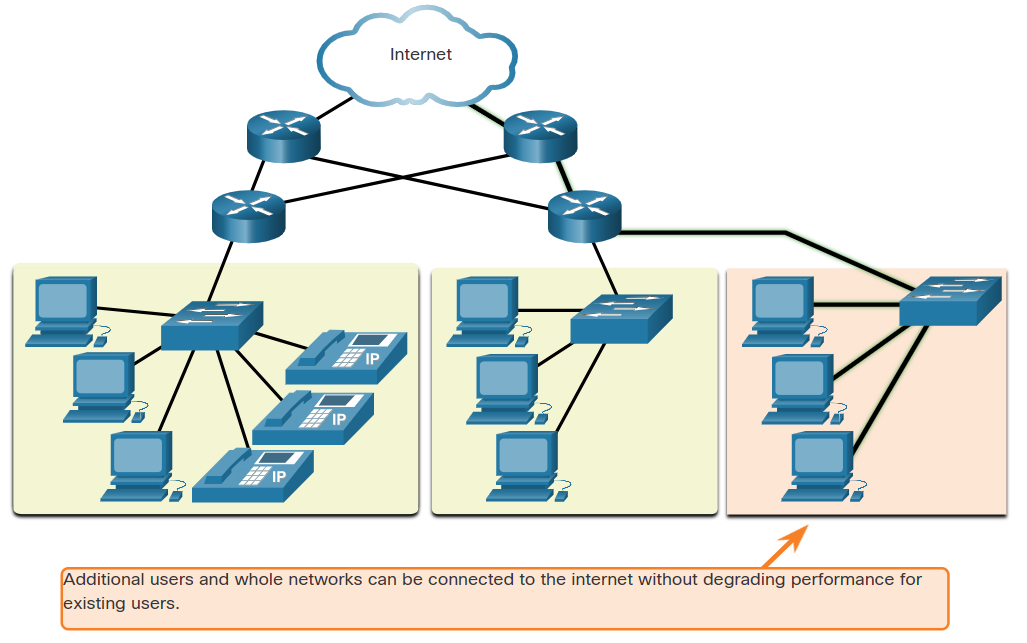 Internet
IP
IP
IP
Additional users and whole networks can be connected to the internet without degrading performance for
existing users.